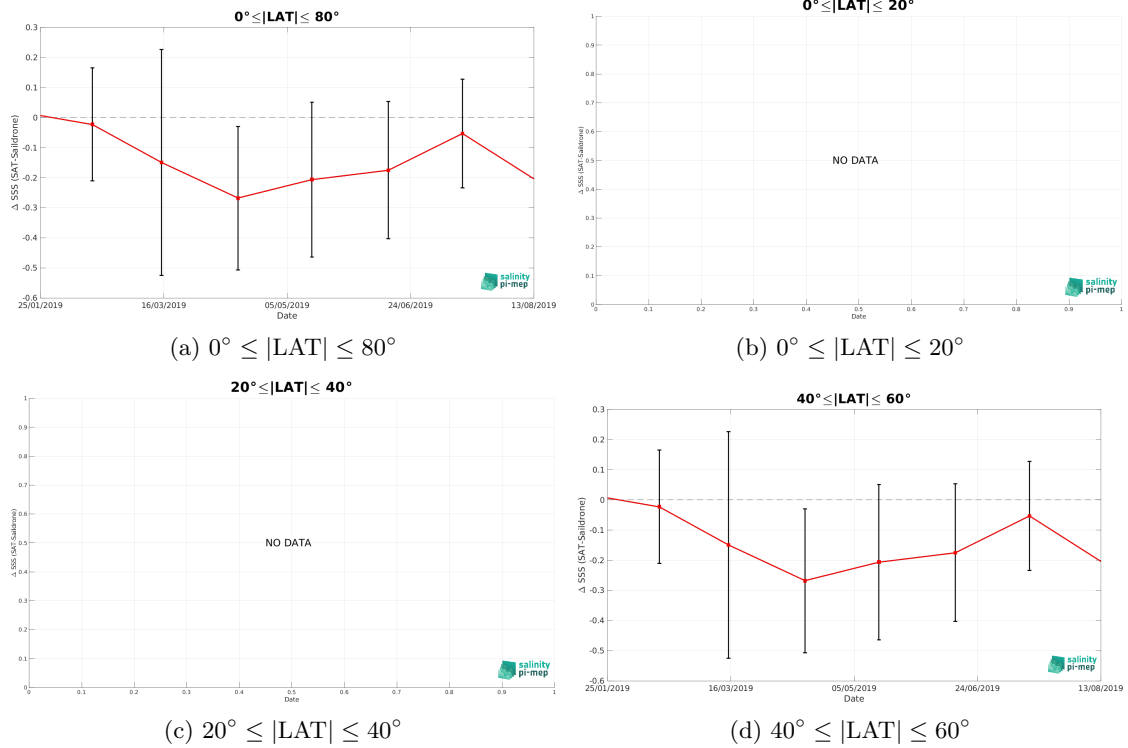 0°≤|LAT|≤ 80°
0.3
0.2
0.1
0
-0.1
-0.2
-0.3
-0.4
-0.5
-0.6
Δ SSS (SAT-Saildrone)
25/01/2019 16/03/2019 05/05/2019 24/06/2019 13/08/2019
Date
salinity
pi-mep
(a) 0° ≤ |LAT| ≤ 80°
0°≤|LAT|≤ 20°
1
0.9
0.8
0.7
0.6
0.5
0.4
0.3
0.2
0.1
0
Δ SSS (SAT-Saildrone)
NO DATA
0 0.1 0.2 0.3 0.4 0.5 0.6 0.7 0.8 0.9 1
Date
salinity
pi-mep
(b) 0° ≤ |LAT| ≤ 20°
20°≤|LAT|≤ 40°
1
0.9
0.8
0.7
0.6
0.5
0.4
0.3
0.2
0.1
0
Δ SSS (SAT-Saildrone)
NO DATA
0 0.1 0.2 0.3 0.4 0.5 0.6 0.7 0.8 0.9 1
Date
salinity
pi-mep
(c) 20° ≤ |LAT| ≤ 40°
40°≤|LAT|≤ 60°
0.3
0.2
0.1
0
-0.1
-0.2
-0.3
-0.4
-0.5
-0.6
Δ SSS (SAT-Saildrone)
25/01/2019 16/03/2019 05/05/2019 24/06/2019 13/08/2019
Date
salinity
pi-mep
(d) 40° ≤ |LAT| ≤ 60°